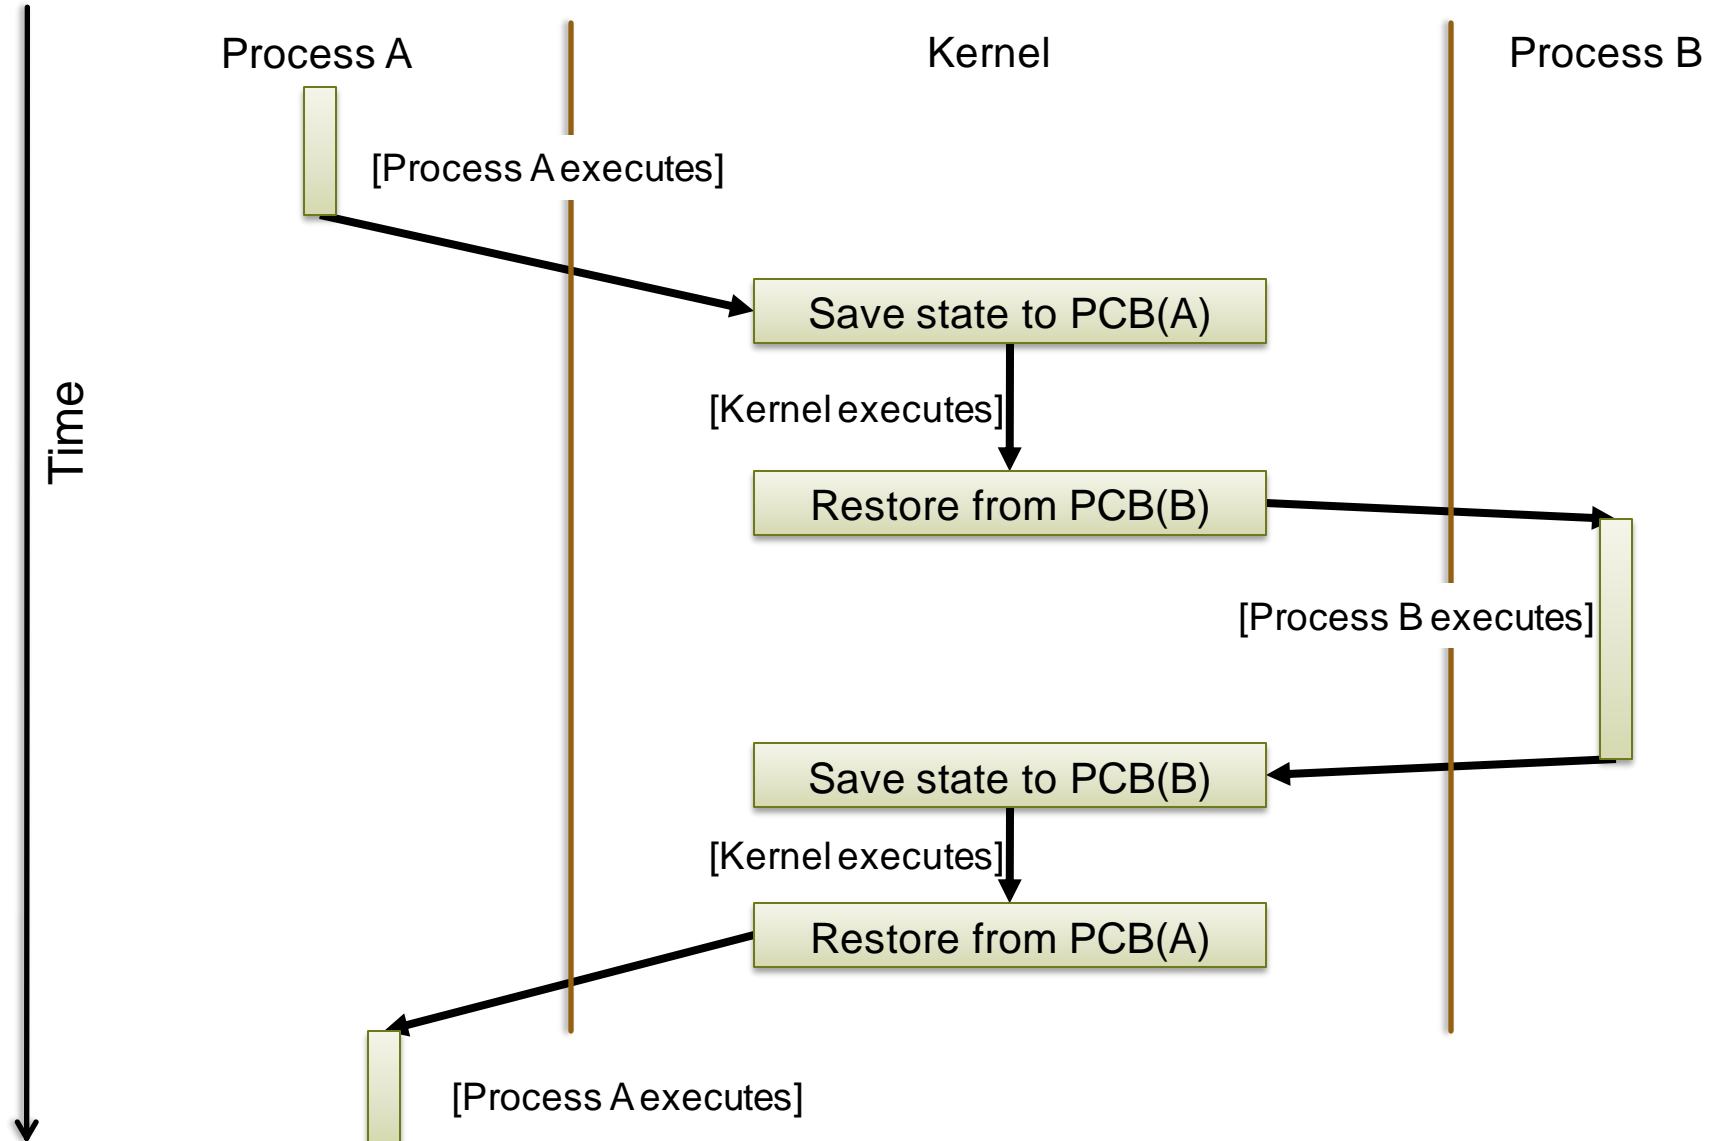 Process A
Kernel
Process B
[Process A executes]
Save state to PCB(A)
[Kernel executes]
Time
Restore from PCB(B)
[Process B executes]
Save state to PCB(B)
[Kernel executes]
Restore from PCB(A)
[Process A executes]